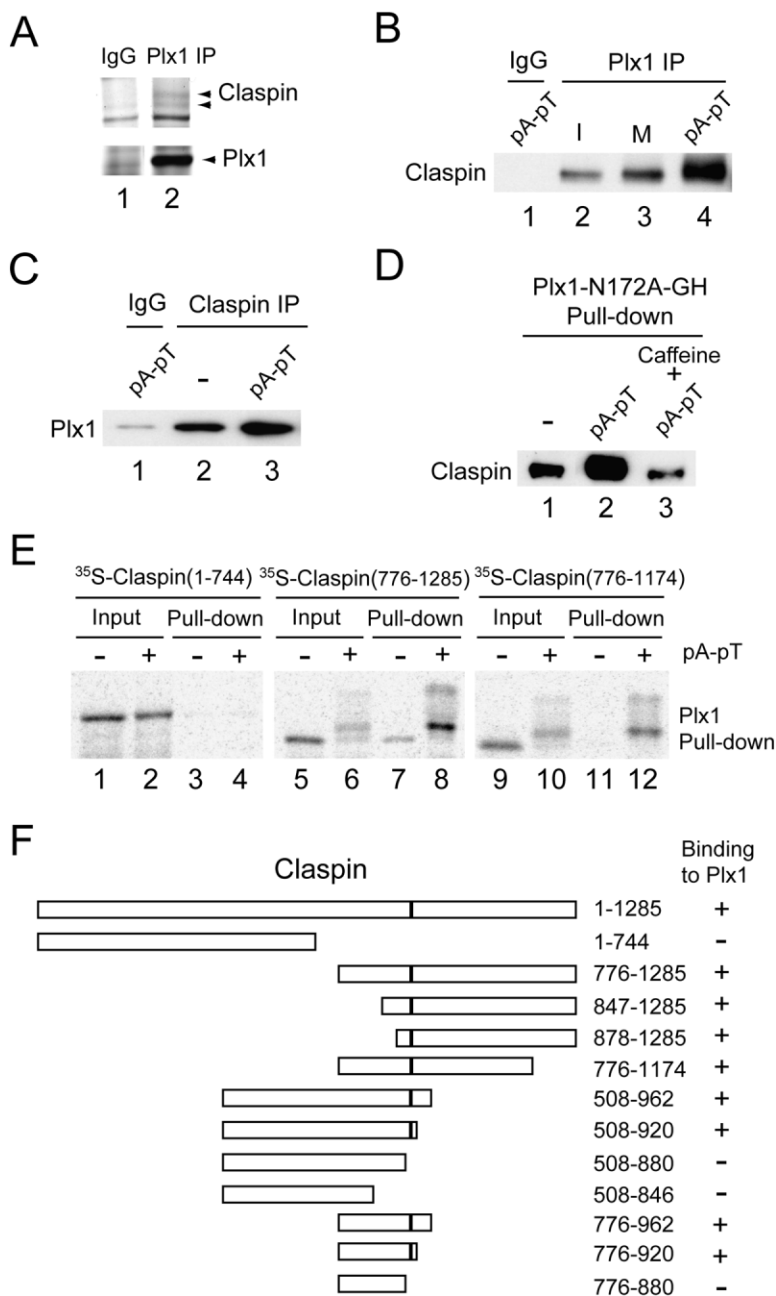 A
IgG Plx1 IP
Claspin
Plx1
1 2
B
IgG Plx1 IP
pA-pT I M pA-pT
Claspin
1 2 3 4
C
IgG Claspin IP
pA-pT - pA-pT
Plx1
1 2 3
D
Plx1-N172A-GH
Pull-down
Caffeine
+
- pA-pT pA-pT
Claspin
1 2 3
E
35S-Claspin(1-744) 35S-Claspin(776-1285) 35S-Claspin(776-1174)
Input Pull-down Input Pull-down Input Pull-down
- + - + - + - + - + - + pA-pT
Plx1
Pull-down
1 2 3 4 5 6 7 8 9 10 11 12
F
Claspin
Binding
to Plx1
1-1285 +
1-744 -
776-1285 +
847-1285 +
878-1285 +
776-1174 +
508-962 +
508-920 +
508-880 -
508-846 -
776-962 +
776-920 +
776-880 -